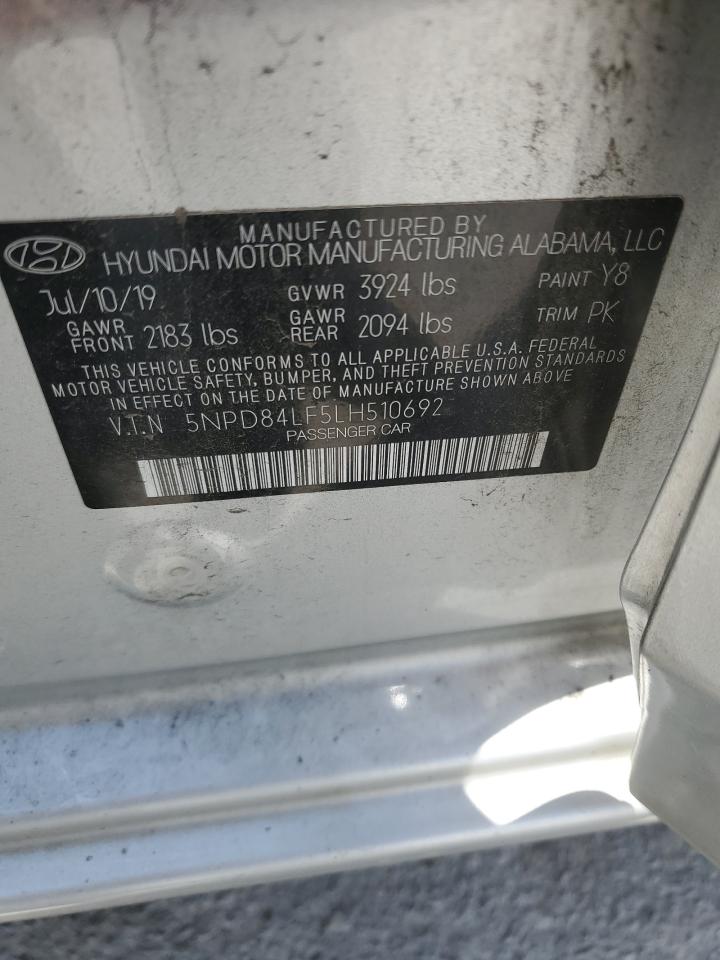 MANUFACTURED BY
HYUNDAI MOTOR MANUFACTURING ALABAMA, LLC
Jul/10/19 GVWR 3924 lbs PAINT Y8
GAWR FRONT 2183 lbs GAWR REAR 2094 lbs TRIM PK
THIS VEHICLE CONFORMS TO ALL APPLICABLE U.S.A. FEDERAL
MOTOR VEHICLE SAFETY, BUMPER, AND THEFT PREVENTION STANDARDS
IN EFFECT ON THE DATE OF MANUFACTURE SHOWN ABOVE.
V.I.N 5NPD84LF5LH510692
PASSENGER CAR